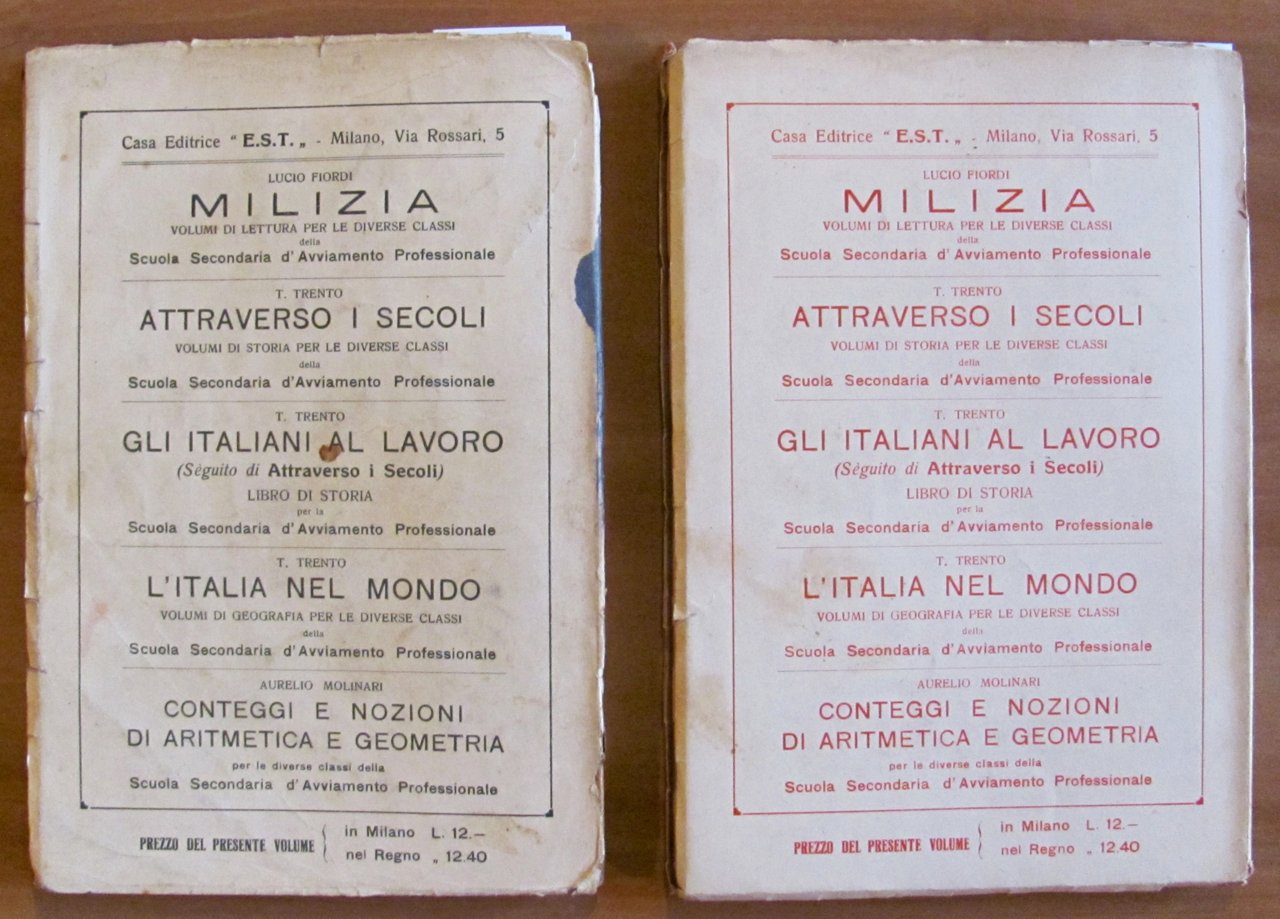 Casa Editrice " E.S.T. „ - Milano, Via Rossari, 5
LUCIO FIORDI
MILIZIA
VOLUMI DI LETTURA PER LE DIVERSE CLASSI
della
Scuola Secondaria d'Avviamento Professionale
T. TRENTO
ATTRAVERSO I SECOLI
VOLUMI DI STORIA PER LE DIVERSE CLASSI
della
Scuola Secondaria d'Avviamento Professionale
T. TRENTO
GLI ITALIANI AL LAVORO
(Sèguito di Attraverso i Secoli)
LIBRO DI STORIA
per la
Scuola Secondaria d'Avviamento Professionale
T. TRENTO
L'ITALIA NEL MONDO
VOLUMI DI GEOGRAFIA PER LE DIVERSE CLASSI
della
Scuola Secondaria d'Avviamento Professionale
AURELIO MOLINARI
CONTEGGI E NOZIONI
DI ARITMETICA E GEOMETRIA
per le diverse classi della
Scuola Secondaria d'Avviamento Professionale
PREZZO DEL PRESENTE VOLUME
in Milano L. 12.—
nel Regno „ 12.40
Casa Editrice " E.S.T. „ - Milano, Via Rossari, 5
LUCIO FIORDI
MILIZIA
VOLUMI DI LETTURA PER LE DIVERSE CLASSI
della
Scuola Secondaria d'Avviamento Professionale
T. TRENTO
ATTRAVERSO I SECOLI
VOLUMI DI STORIA PER LE DIVERSE CLASSI
della
Scuola Secondaria d'Avviamento Professionale
T. TRENTO
GLI ITALIANI AL LAVORO
(Sèguito di Attraverso i Secoli)
LIBRO DI STORIA
per la
Scuola Secondaria d'Avviamento Professionale
T. TRENTO
L'ITALIA NEL MONDO
VOLUMI DI GEOGRAFIA PER LE DIVERSE CLASSI
della
Scuola Secondaria d'Avviamento Professionale
AURELIO MOLINARI
CONTEGGI E NOZIONI
DI ARITMETICA E GEOMETRIA
per le diverse classi della
Scuola Secondaria d'Avviamento Professionale
PREZZO DEL PRESENTE VOLUME
in Milano L. 12.—
nel Regno „ 12.40